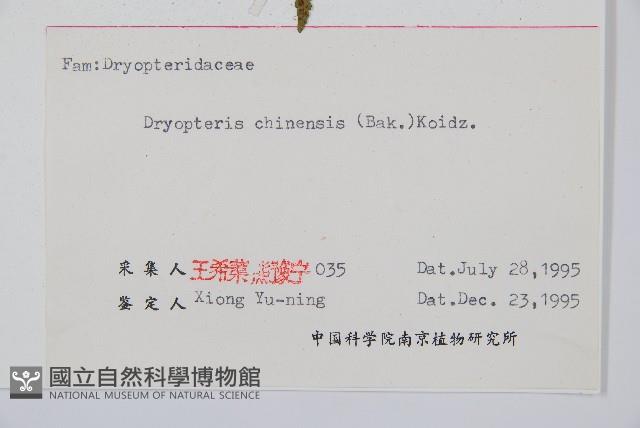 Fam:Dryopteridaceae
Dryopteris chinensis (Bak.)Koidz.
采集人 王希蕖 熊豫宁 035 Dat.July 28,1995
鉴定人 Xiong Yu-ning Dat.Dec. 23,1995
中国科学院南京植物研究所
國立自然科學博物館
NATIONAL MUSEUM OF NATURAL SCIENCE